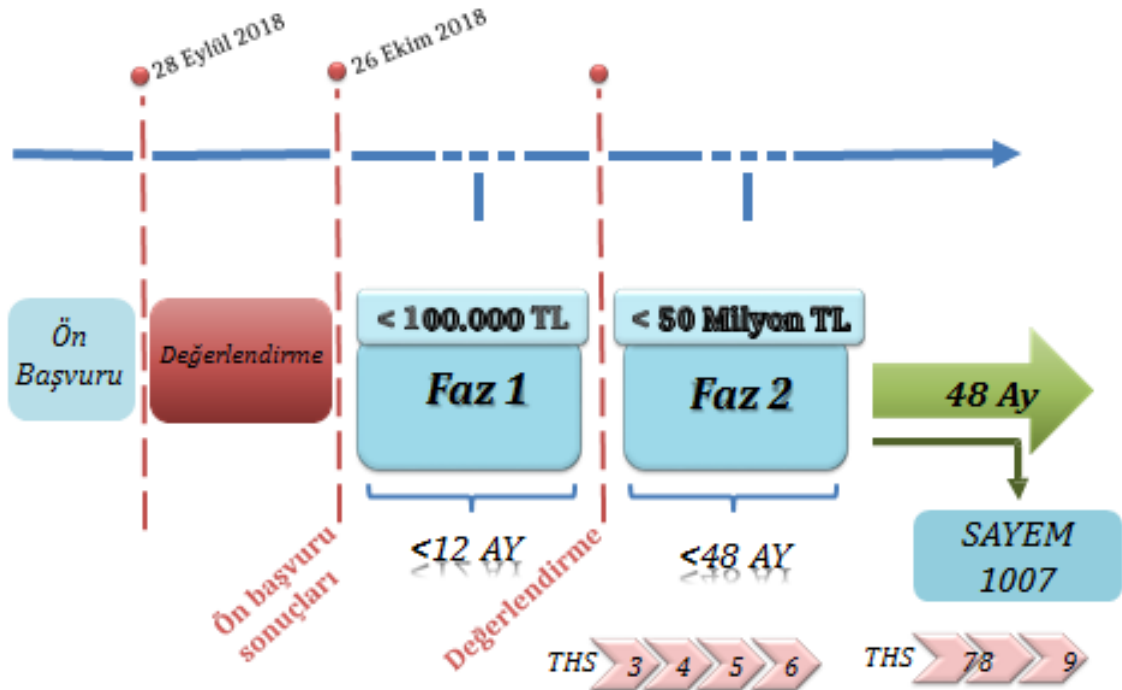 28 Eylül 2018
26 Ekim 2018
Ön
Başvuru
Değerlendirme
< 100.000 TL
Faz 1
< 50 Milyon TL
Faz 2
48 Ay
<12 AY
<48 AY
SAYEM
1007
Ön başvuru
sonuçları
Değerlendirme
THS 3 4 5 6
THS 78 9